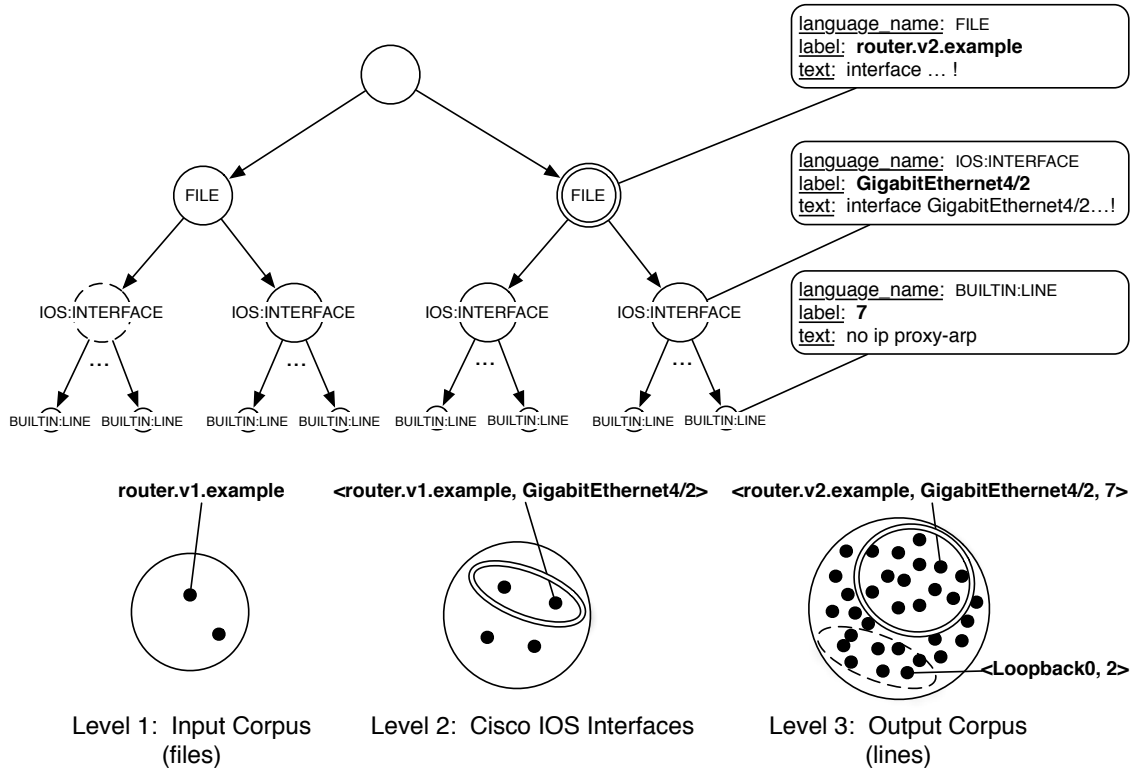 language_name: FILE
label: router.v2.example
text: interface ... !
FILE
FILE
language_name: IOS:INTERFACE
label: GigabitEthernet4/2
text: interface GigabitEthernet4/2...!
IOS:INTERFACE
IOS:INTERFACE
IOS:INTERFACE
IOS:INTERFACE
language_name: BUILTIN:LINE
label: 7
text: no ip proxy-arp
...
...
...
...
BUILTIN:LINE
BUILTIN:LINE
BUILTIN:LINE
BUILTIN:LINE
BUILTIN:LINE
BUILTIN:LINE
BUILTIN:LINE
BUILTIN:LINE
router.v1.example
<router.v1.example, GigabitEthernet4/2>
<router.v2.example, GigabitEthernet4/2, 7>
<Loopback0, 2>
Level 1: Input Corpus
(files)
Level 2: Cisco IOS Interfaces
Level 3: Output Corpus
(lines)